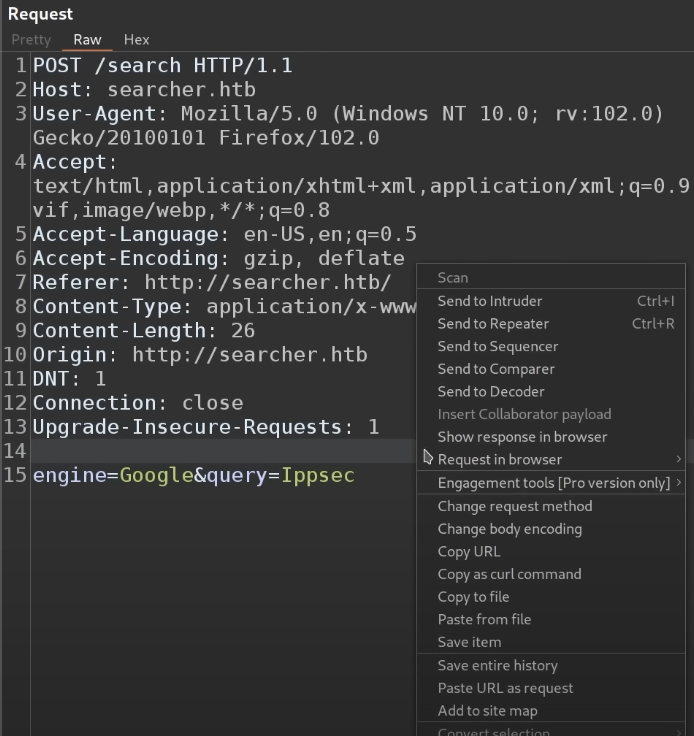 Request
Pretty Raw Hex
1 POST /search HTTP/1.1
2 Host: searcher.htb
3 User-Agent: Mozilla/5.0 (Windows NT 10.0; rv:102.0)
Gecko/20100101 Firefox/102.0
4 Accept:
text/html,application/xhtml+xml,application/xml;q=0.9
vif,image/webp,*/*;q=0.8
5 Accept-Language: en-US,en;q=0.5
6 Accept-Encoding: gzip, deflate
7 Referer: http://searcher.htb/
8 Content-Type: application/x-www
9 Content-Length: 26
10 Origin: http://searcher.htb
11 DNT: 1
12 Connection: close
13 Upgrade-Insecure-Requests: 1
14
15 engine=Google&query=Ippsec
Scan
Send to Intruder Ctrl+I
Send to Repeater Ctrl+R
Send to Sequencer
Send to Comparer
Send to Decoder
Insert Collaborator payload
Show response in browser
Request in browser
Engagement tools [Pro version only]
Change request method
Change body encoding
Copy URL
Copy as curl command
Copy to file
Paste from file
Save item
Save entire history
Paste URL as request
Add to site map
Convert selection